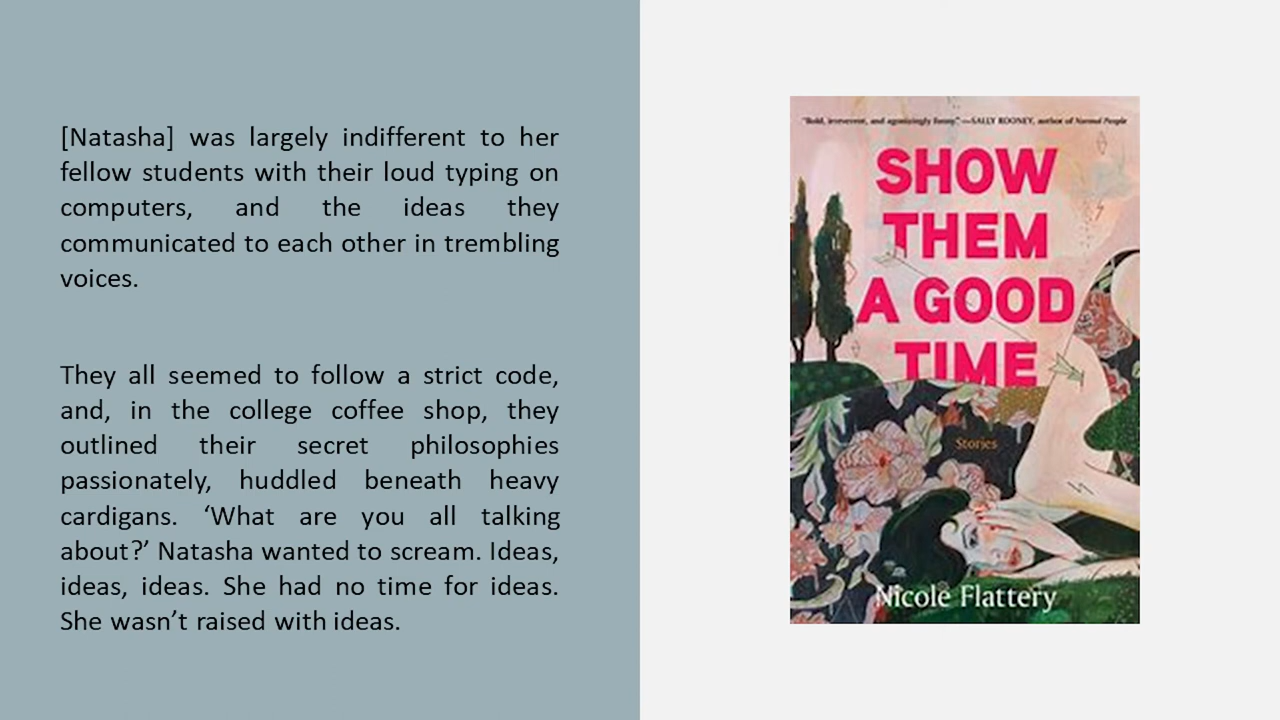 [Natasha] was largely indifferent to her
fellow students with their loud typing on
computers, and the ideas they
communicated to each other in trembling
voices.
They all seemed to follow a strict code,
and, in the college coffee shop, they
outlined their secret philosophies
passionately, huddled beneath heavy
cardigans. ‘What are you all talking
about?’ Natasha wanted to scream. Ideas,
ideas, ideas. She had no time for ideas.
She wasn’t raised with ideas.
"Bold, irreverent, and agonizingly funny." —SALLY ROONEY, author of Normal People
SHOW
THEM
A GOOD
TIME
Stories
Nicole Flattery